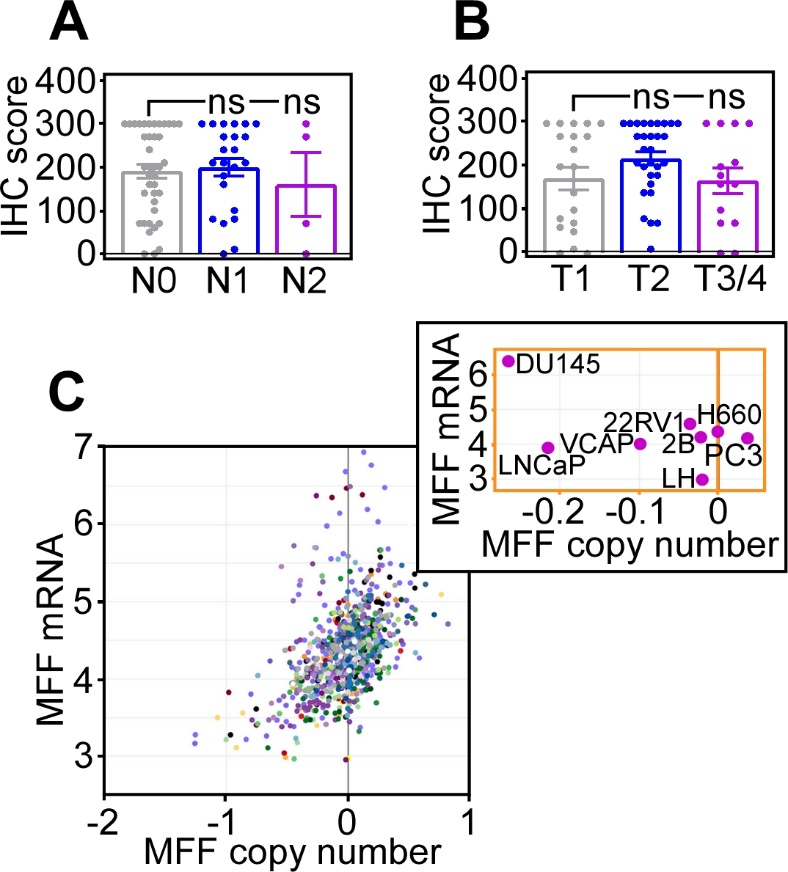 A
IHC score
400
300
200
100
0
ns
ns
N0
N1
N2
B
IHC score
400
300
200
100
0
ns
ns
T1
T2
T3/4
C
MFF mRNA
7
6
5
4
3
-2
-1
0
1
MFF copy number
MFF mRNA
6
5
4
3
DU145
22RV1
H660
VCAP
2B
PC3
LNCaP
LH
-0.2
-0.1
0
MFF copy number